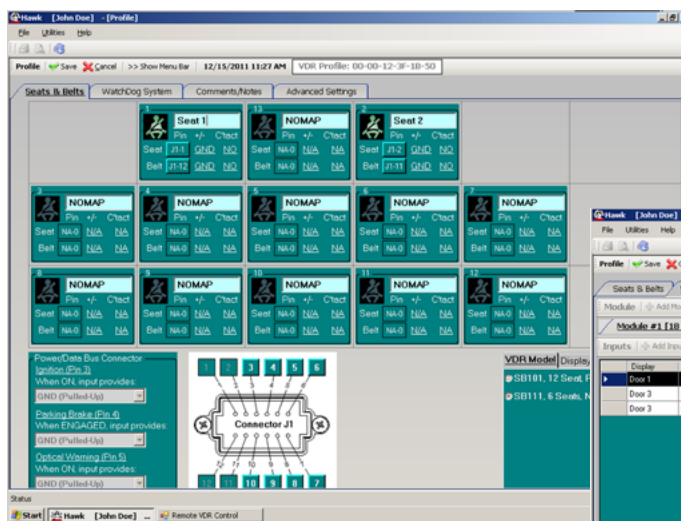 Hawk [John Doe] - [Profile]
File Utilities Help
Profile Save Cancel >> Show Menu Bar 12/15/2011 11:27 AM VDR Profile: 00-00-12-3F-1B-50
Seats & Belts WatchDog System Comments/Notes Advanced Settings
1 13 2
Seat 1 NOMAP Seat 2
Pin +/- C'tact Pin +/- C'tact Pin +/- C'tact
Seat J1-1 GND NO Seat NA-0 N/A NA Seat J1-2 GND NO
Belt J1-12 GND NO Belt NA-0 N/A NA Belt J1-11 GND NO
3 4 5 6 7
NOMAP NOMAP NOMAP NOMAP NOMAP
Pin +/- C'tact Pin +/- C'tact Pin +/- C'tact Pin +/- C'tact Pin +/- C'tact
Seat NA-0 N/A NA Seat NA-0 N/A NA Seat NA-0 N/A NA Seat NA-0 N/A NA Seat NA-0 N/A NA
Belt NA-0 N/A NA Belt NA-0 N/A NA Belt NA-0 N/A NA Belt NA-0 N/A NA Belt NA-0 N/A NA
8 9 10 11 12
NOMAP NOMAP NOMAP NOMAP NOMAP
Pin +/- C'tact Pin +/- C'tact Pin +/- C'tact Pin +/- C'tact Pin +/- C'tact
Seat NA-0 N/A NA Seat NA-0 N/A NA Seat NA-0 N/A NA Seat NA-0 N/A NA Seat NA-0 N/A NA
Belt NA-0 N/A NA Belt NA-0 N/A NA Belt NA-0 N/A NA Belt NA-0 N/A NA Belt NA-0 N/A NA
Power/Data Bus Connector
Ignition (Pin 3)
When ON, input provides:
GND (Pulled-Up)
Parking Brake (Pin 4)
When ENGAGED, input provides:
GND (Pulled-Up)
Optical Warning (Pin 5)
When ON, input provides:
GND (Pulled-Up)
1 2 3 4 5 6
1 2 3 4 5 6
Connector J1
12 11 10 9 8 7
12 11 10 9 8 7
VDR Model Display
SB101, 12 Seat,
SB111, 6 Seats, N
Status
Start Hawk [John Doe] ... Remote VDR Control
Hawk [John Doe]
File Utilities Help
Profile Save
Seats & Belts
Module Add Mo
Module #1 [18
Inputs Add Inpu
Display
Door 1
Door 3
Door 3